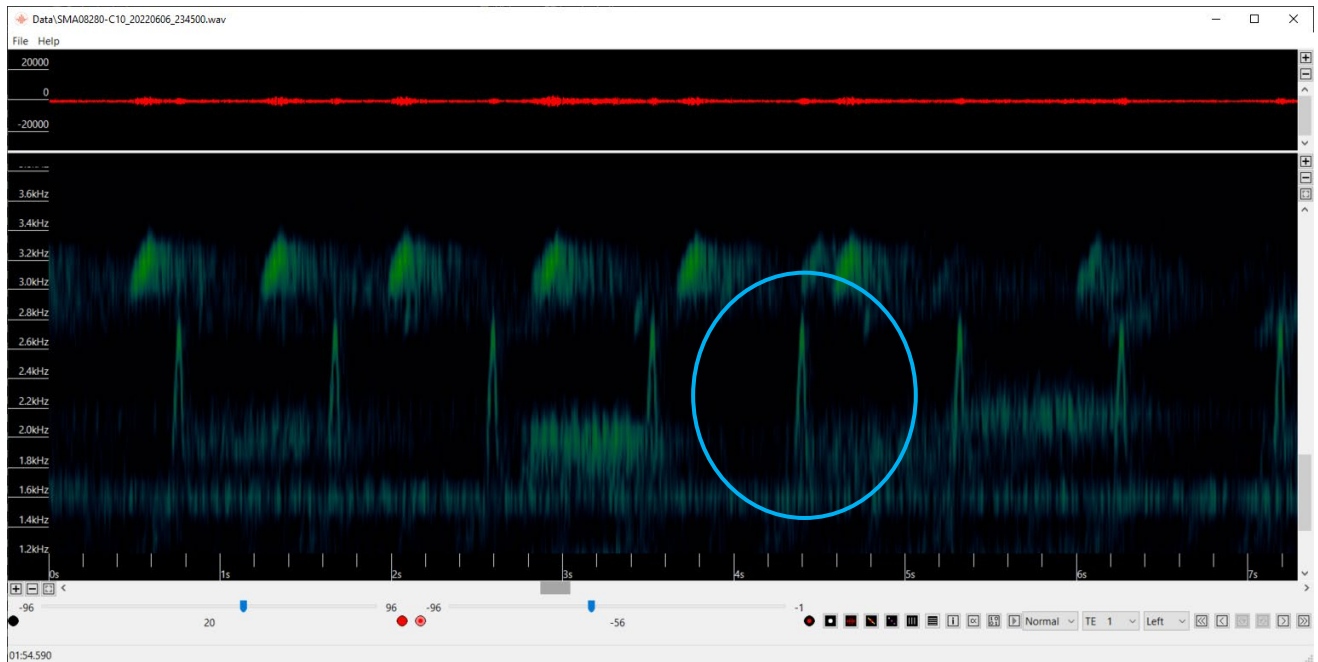 Data\SMA08280-C10_20220606_234500.wav
File Help
20000
0
-20000
3.6kHz
3.4kHz
3.2kHz
3.0kHz
2.8kHz
2.6kHz
2.4kHz
2.2kHz
2.0kHz
1.8kHz
1.6kHz
1.4kHz
1.2kHz
0s 1s 2s 3s 4s 5s 6s 7s
-96 96 -96 -1
20 -56
Normal TE 1 Left
01:54.590